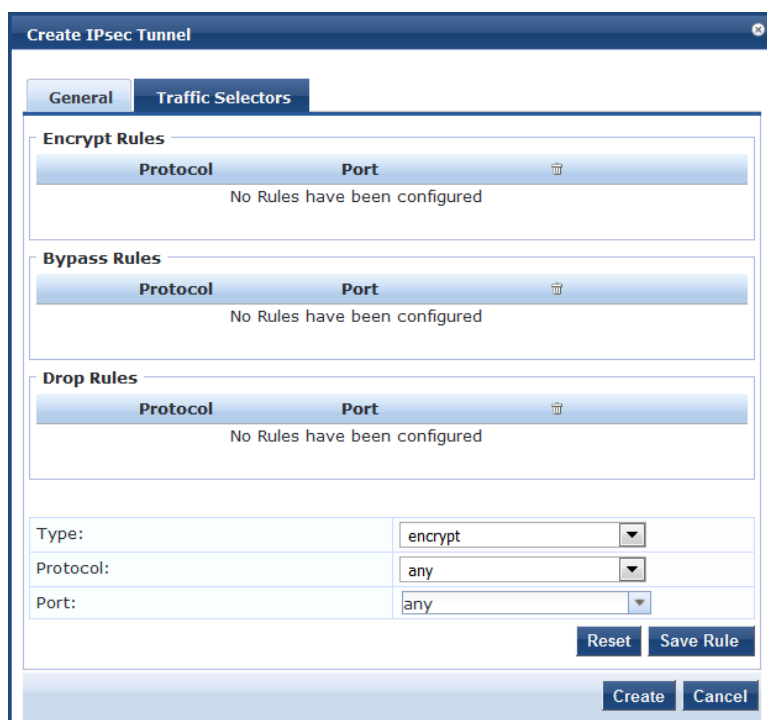 Create IPsec Tunnel
General Traffic Selectors
Encrypt Rules
Protocol Port
No Rules have been configured
Bypass Rules
Protocol Port
No Rules have been configured
Drop Rules
Protocol Port
No Rules have been configured
Type: encrypt
Protocol: any
Port: any
Reset Save Rule
Create Cancel